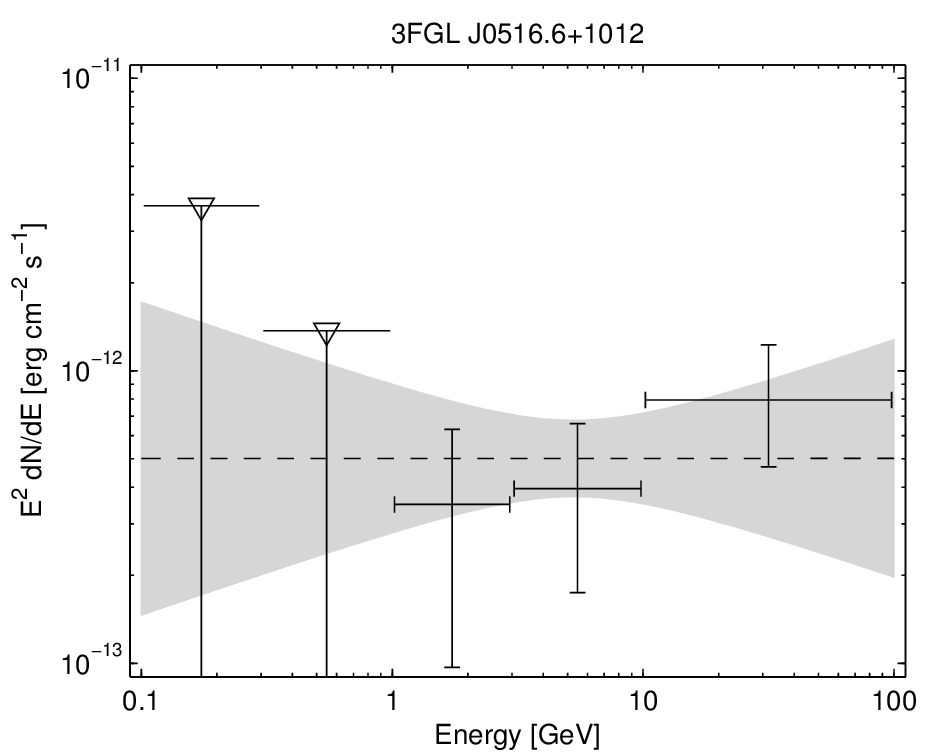 3FGL J0516.6+1012
10⁻¹¹
10⁻¹²
10⁻¹³
E² dN/dE [erg cm⁻² s⁻¹]
0.1 1 10 100
Energy [GeV]